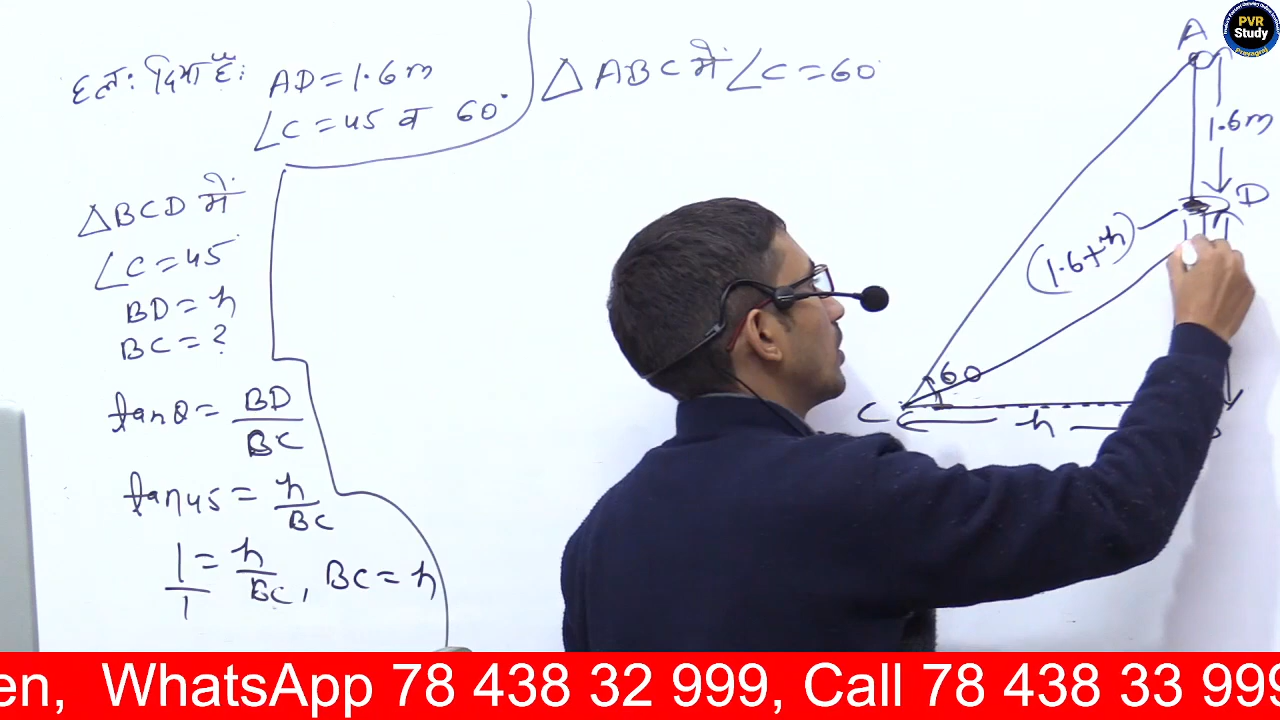 हल: दिया है:
AD = 1.6m
∠C = 45 व 60°
△BCD में
∠C = 45°
BD = h
BC = ?
tanθ = BD/BC
tan45 = h/BC
1/1 = h/BC, BC = h
△ABC में ∠C = 60°
A
1.6m
D
(1.6+h)
60
C
h
PVR
Study
Prayagraj
en, WhatsApp 78 438 32 999, Call 78 438 33 999